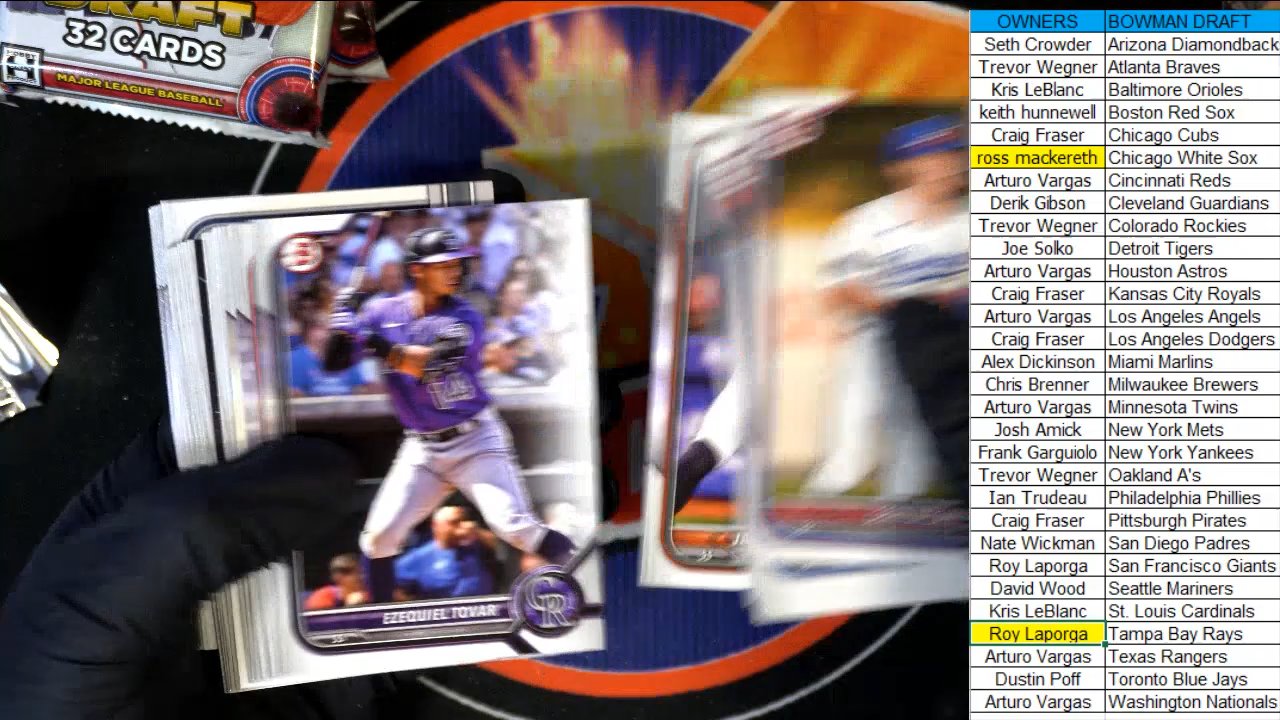 DRAFT
32 CARDS
MAJOR LEAGUE BASEBALL
EZEQUIEL TOVAR
CR
OWNERS BOWMAN DRAFT
Seth Crowder Arizona Diamondback
Trevor Wegner Atlanta Braves
Kris LeBlanc Baltimore Orioles
keith hunnewell Boston Red Sox
Craig Fraser Chicago Cubs
ross mackereth Chicago White Sox
Arturo Vargas Cincinnati Reds
Derik Gibson Cleveland Guardians
Trevor Wegner Colorado Rockies
Joe Solko Detroit Tigers
Arturo Vargas Houston Astros
Craig Fraser Kansas City Royals
Arturo Vargas Los Angeles Angels
Craig Fraser Los Angeles Dodgers
Alex Dickinson Miami Marlins
Chris Brenner Milwaukee Brewers
Arturo Vargas Minnesota Twins
Josh Amick New York Mets
Frank Garguiolo New York Yankees
Trevor Wegner Oakland A's
Ian Trudeau Philadelphia Phillies
Craig Fraser Pittsburgh Pirates
Nate Wickman San Diego Padres
Roy Laporga San Francisco Giants
David Wood Seattle Mariners
Kris LeBlanc St. Louis Cardinals
Roy Laporga Tampa Bay Rays
Arturo Vargas Texas Rangers
Dustin Poff Toronto Blue Jays
Arturo Vargas Washington Nationals